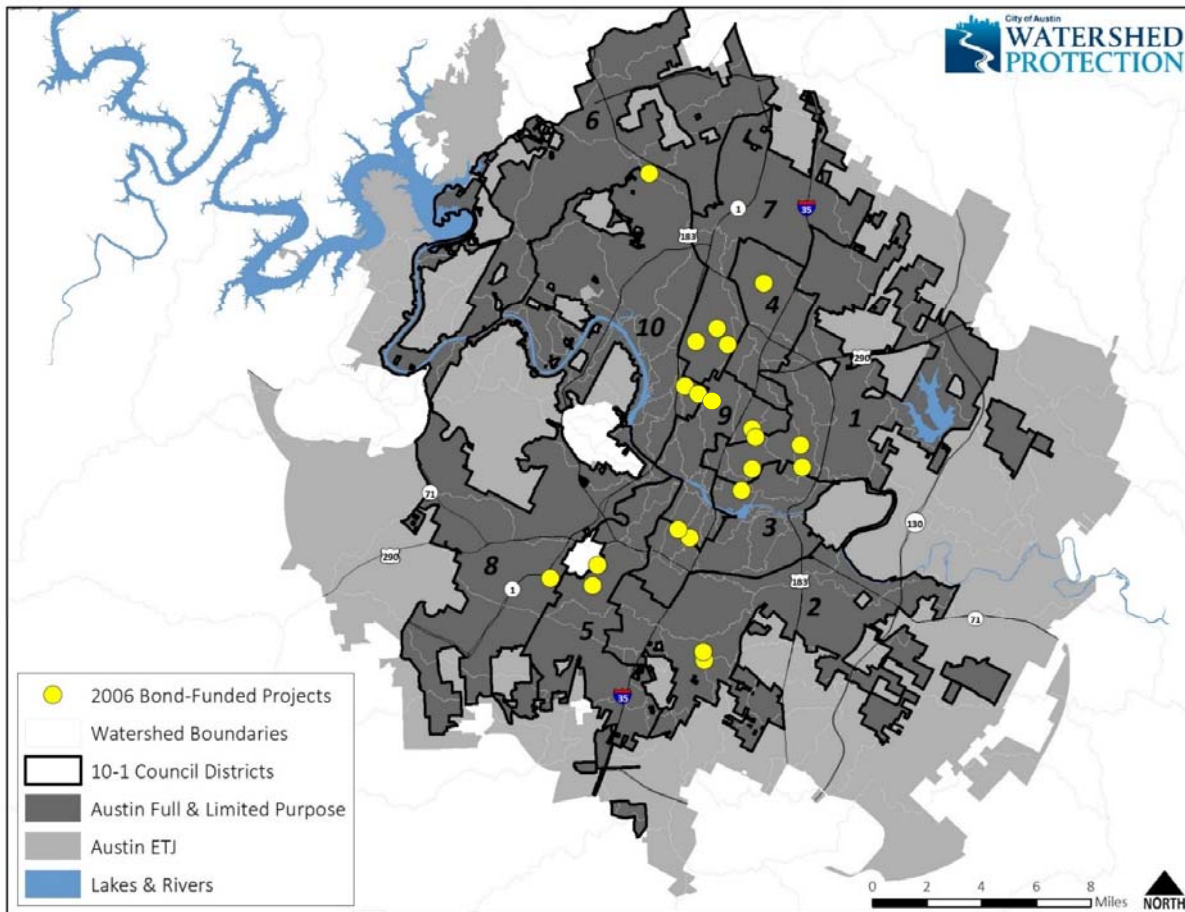 City of Austin
WATERSHED
PROTECTION
6
7
1
35
183
4
10
290
9
1
71
3
130
290
8
1
183
2
5
71
35
2006 Bond-Funded Projects
Watershed Boundaries
10-1 Council Districts
Austin Full & Limited Purpose
Austin ETJ
Lakes & Rivers
0 2 4 6 8
Miles
NORTH